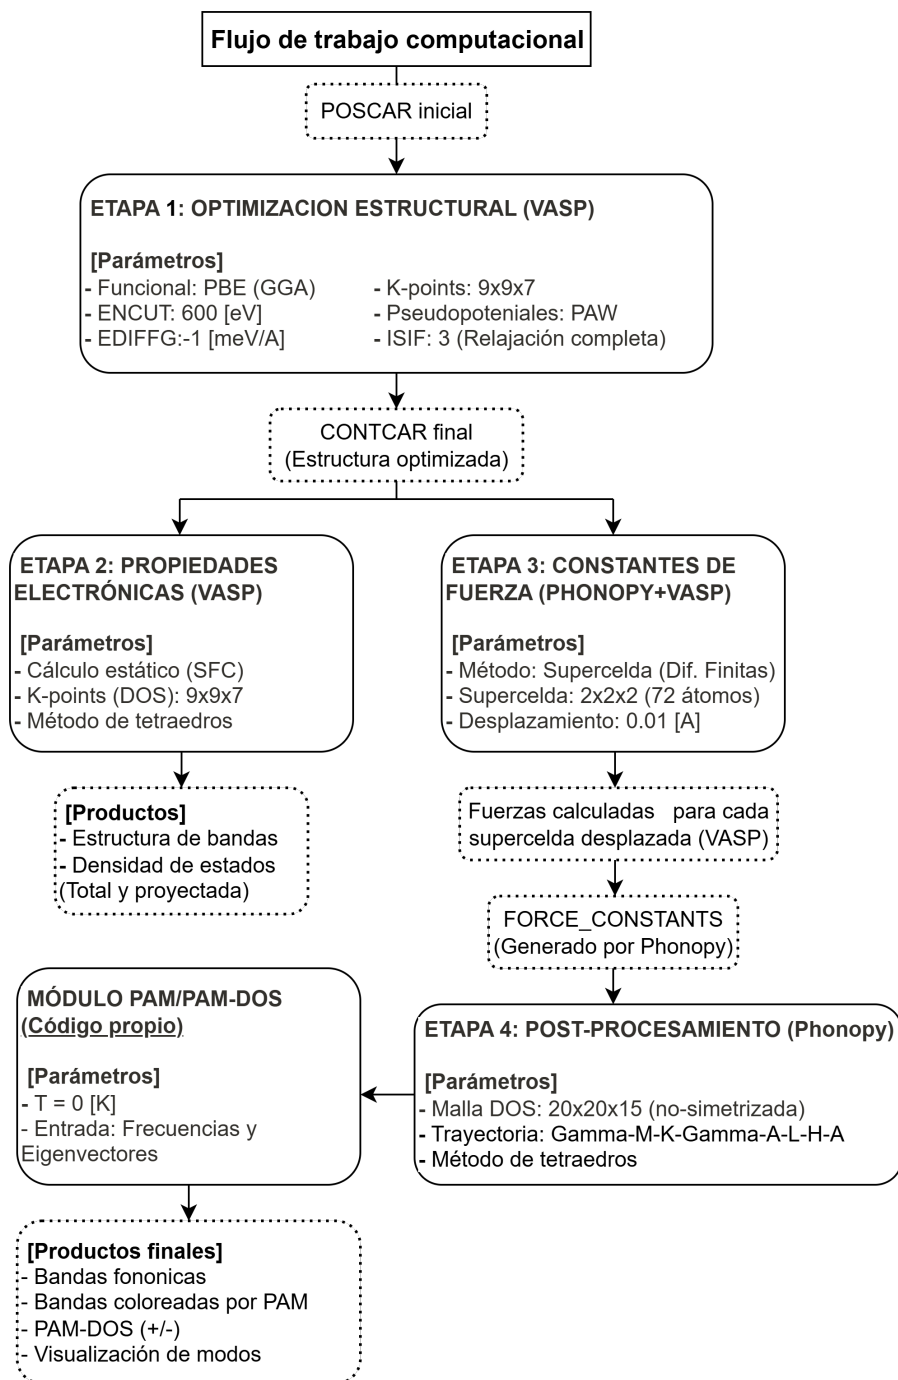 Flujo de trabajo computacional
POSCAR inicial
ETAPA 1: OPTIMIZACION ESTRUCTURAL (VASP)
[Parámetros]
- Funcional: PBE (GGA)
- ENCUT: 600 [eV]
- EDIFFG:-1 [meV/A]
- K-points: 9x9x7
- Pseudopoteniales: PAW
- ISIF: 3 (Relajación completa)
CONTCAR final
(Estructura optimizada)
ETAPA 2: PROPIEDADES
ELECTRÓNICAS (VASP)
[Parámetros]
- Cálculo estático (SFC)
- K-points (DOS): 9x9x7
- Método de tetraedros
[Productos]
- Estructura de bandas
- Densidad de estados
(Total y proyectada)
ETAPA 3: CONSTANTES DE
FUERZA (PHONOPY+VASP)
[Parámetros]
- Método: Supercelda (Dif. Finitas)
- Supercelda: 2x2x2 (72 átomos)
- Desplazamiento: 0.01 [A]
Fuerzas calculadas para cada
supercelda desplazada (VASP)
FORCE_CONSTANTS
(Generado por Phonopy)
ETAPA 4: POST-PROCESAMIENTO (Phonopy)
[Parámetros]
- Malla DOS: 20x20x15 (no-simetrizada)
- Trayectoria: Gamma-M-K-Gamma-A-L-H-A
- Método de tetraedros
MÓDULO PAM/PAM-DOS
(Código propio)
[Parámetros]
- T = 0 [K]
- Entrada: Frecuencias y
Eigenvectores
[Productos finales]
- Bandas fononicas
- Bandas coloreadas por PAM
- PAM-DOS (+/-)
- Visualización de modos